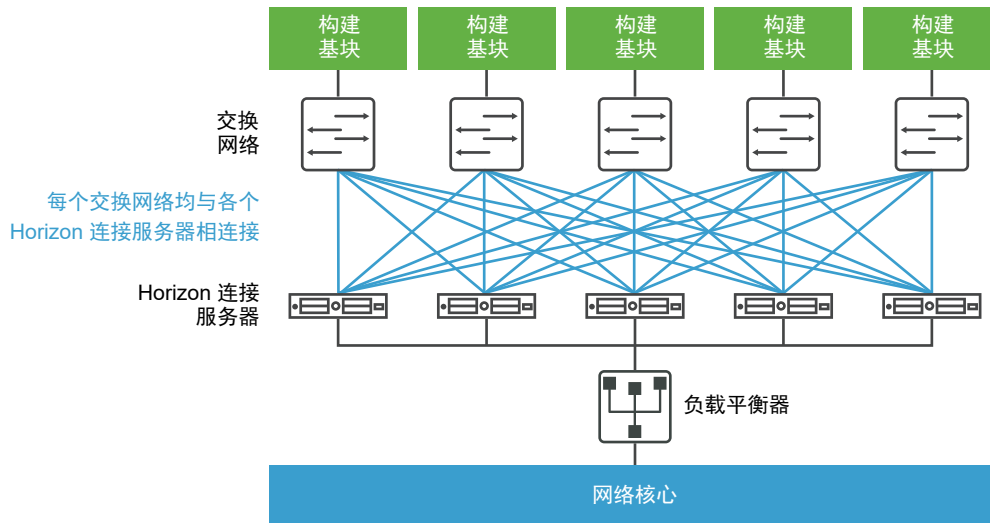 构建
基块
构建
基块
构建
基块
构建
基块
构建
基块
交换
网络
每个交换网络均与各个
Horizon 连接服务器相连接
Horizon 连接
服务器
负载平衡器
网络核心